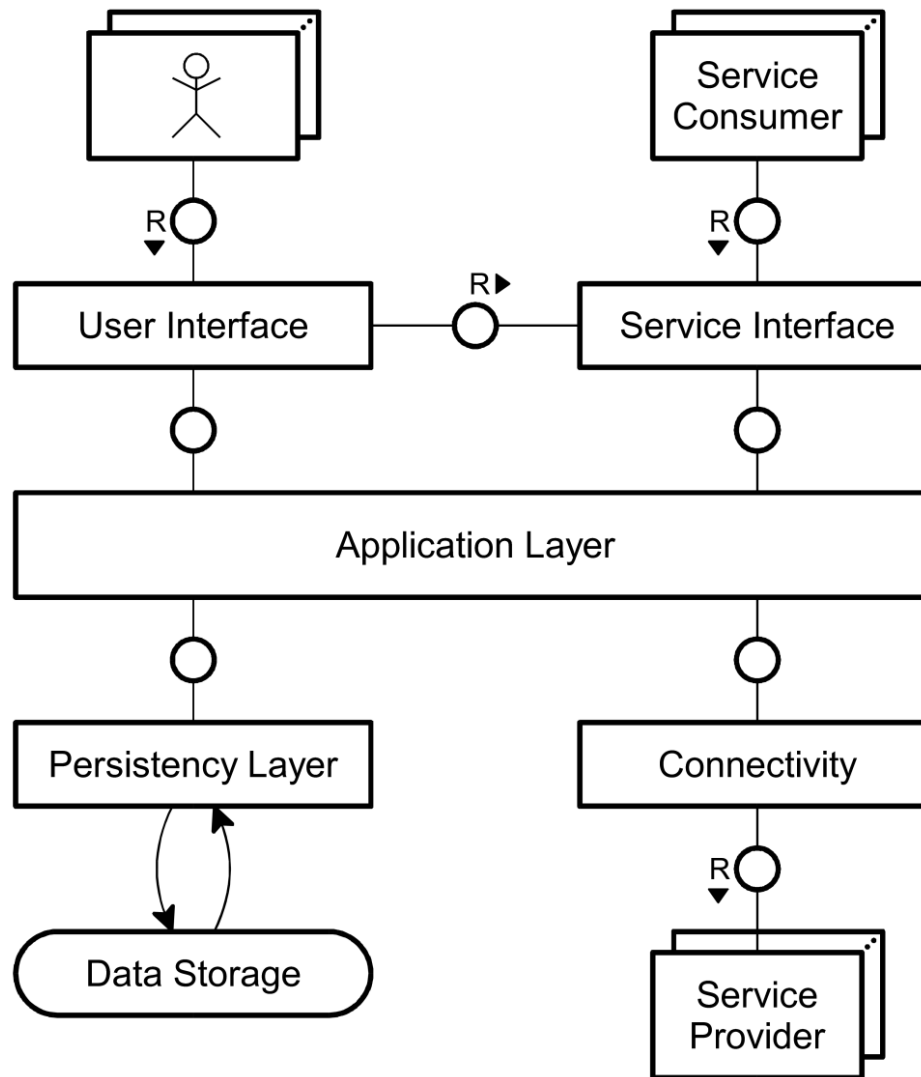 Service
Consumer
R
R
R
User Interface
Service Interface
Application Layer
Persistency Layer
Connectivity
R
Data Storage
Service
Provider